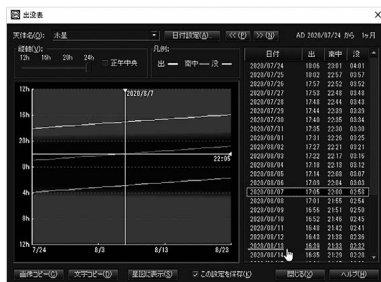 出没表
天体名(O): 水星 日付設定(A) <<(P) >>(N) AD 2020/07/24 から 1ヶ月
縦軸(V): 12h 16h 20h 24h 正午中央
凡例: 出 南中 没
日付 出 南中 没
2020/07/24 18:06 23:01 04:01
2020/07/25 18:02 22:57 03:57
2020/07/26 17:57 22:52 03:52
2020/07/27 17:53 22:48 03:48
2020/07/28 17:48 22:44 03:43
2020/07/29 17:44 22:39 03:39
2020/07/30 17:40 22:35 03:34
2020/07/31 17:35 22:30 03:30
2020/08/01 17:31 22:26 03:25
2020/08/02 17:27 22:21 03:21
2020/08/03 17:22 22:17 03:16
2020/08/04 17:18 22:13 03:12
2020/08/05 17:14 22:08 03:07
2020/08/06 17:09 22:04 03:03
2020/08/07 17:05 22:00 02:58
2020/08/08 17:01 21:55 02:54
2020/08/09 16:56 21:51 02:50
2020/08/10 16:52 21:46 02:45
2020/08/11 16:48 21:42 02:41
2020/08/12 16:43 21:38 02:36
2020/08/13 16:39 21:33 02:32
2020/08/14 16:35 21:29 02:28
12h
16h
20h
0h
4h
8h
12h
2020/8/7
22:05
7/24 8/3 8/13 8/23
画像コピー(C) 文字コピー(D) 星図に表示(S) この設定を保存(K) 閉じる(X) ヘルプ(H)